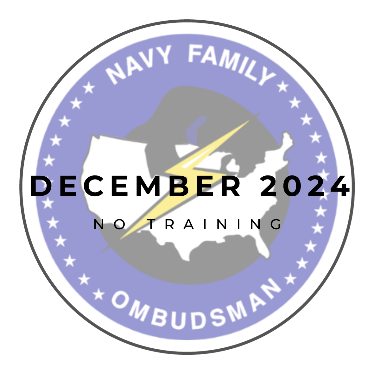 NAVY FAMILY
DECEMBER 2024
NO TRAINING
OMBUDSMAN